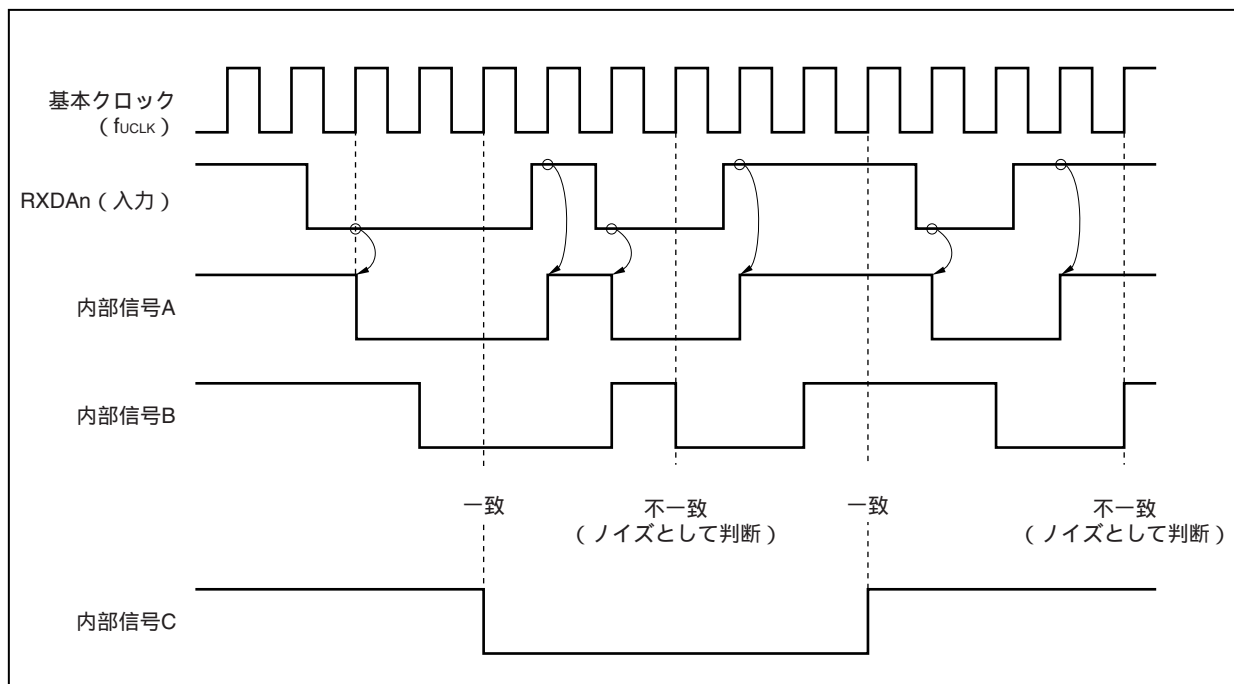 基本クロック
（fUCLK）
RXDAn（入力）
内部信号A
内部信号B
一致
不一致
（ノイズとして判断）
一致
不一致
（ノイズとして判断）
内部信号C